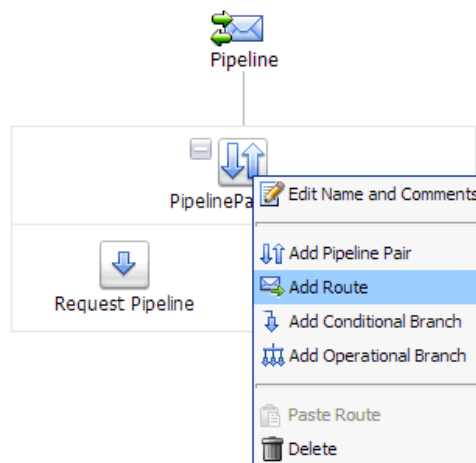 Pipeline
PipelinePa
Edit Name and Comments
Add Pipeline Pair
Add Route
Request Pipeline
Add Conditional Branch
Add Operational Branch
Paste Route
Delete